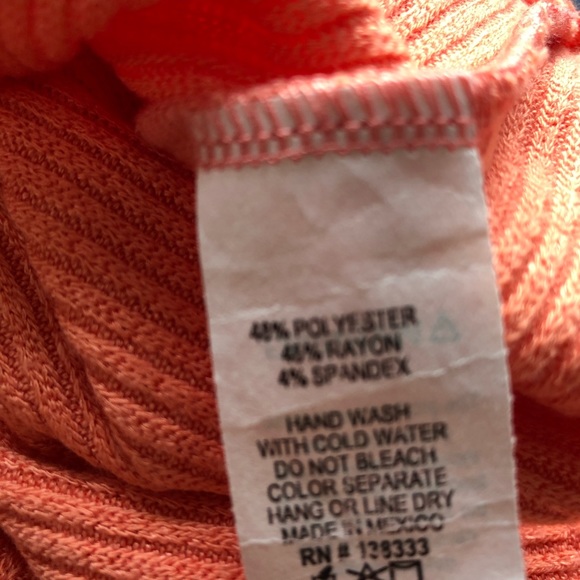 48% POLYESTER
48% RAYON
4% SPANDEX
HAND WASH
WITH COLD WATER
DO NOT BLEACH
COLOR SEPARATE
HANG OR LINE DRY
MADE IN MEXICO
RN # 138333